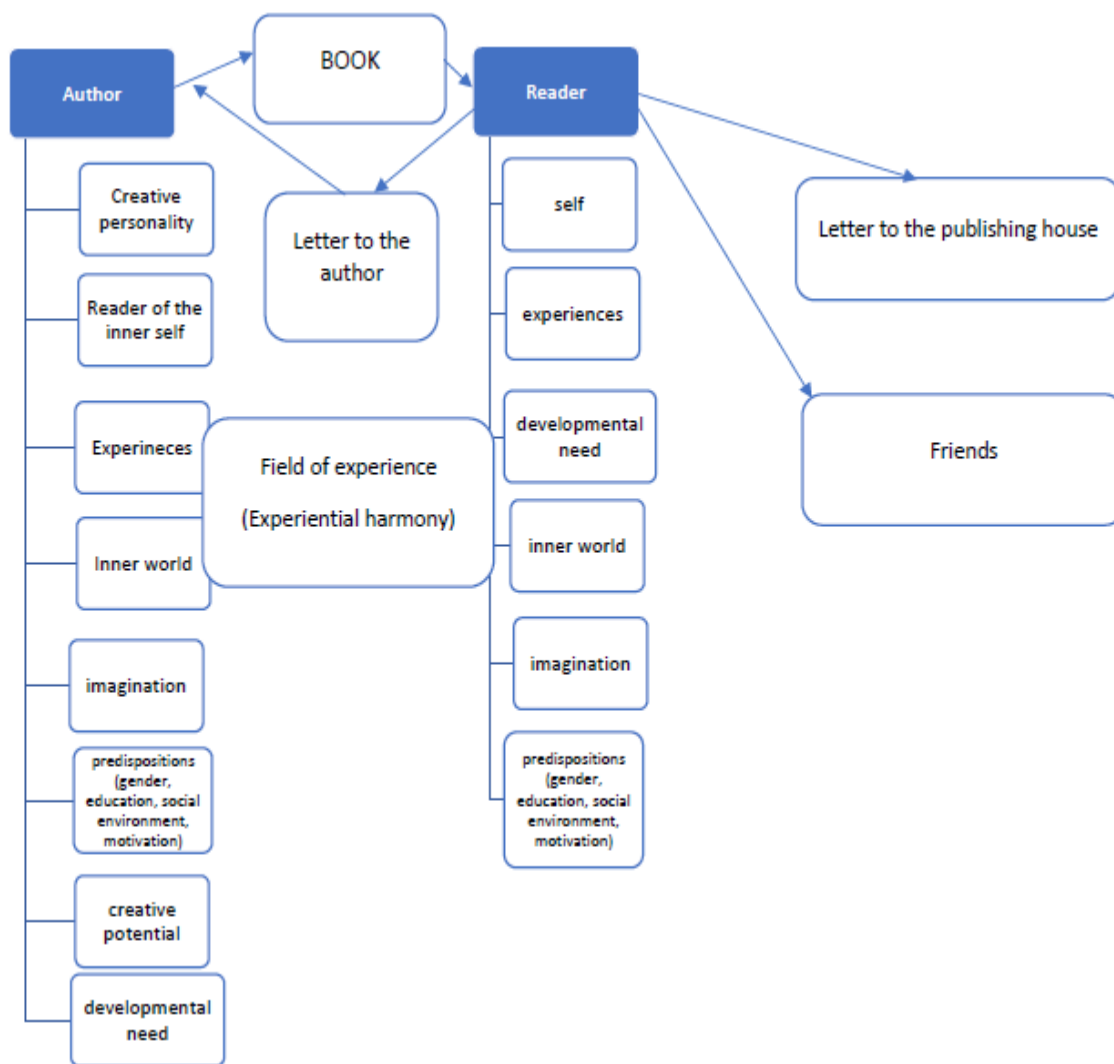 BOOK
Author
Reader
Creative
personality
Reader of the
inner self
Experineces
Inner world
imagination
predispositions
(gender,
education, social
environment,
motivation)
creative
potential
developmental
need
Letter to the
author
Field of experience
(Experiential harmony)
self
experiences
developmental
need
inner world
imagination
predispositions
(gender,
education, social
environment,
motivation)
Letter to the publishing house
Friends